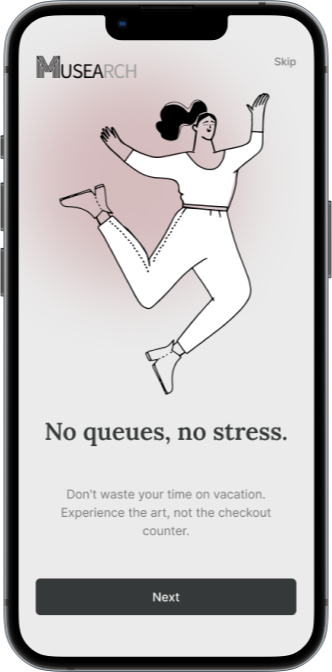 MUSEARCH
Skip
No queues, no stress.
Don't waste your time on vacation.
Experience the art, not the checkout
counter.
Next